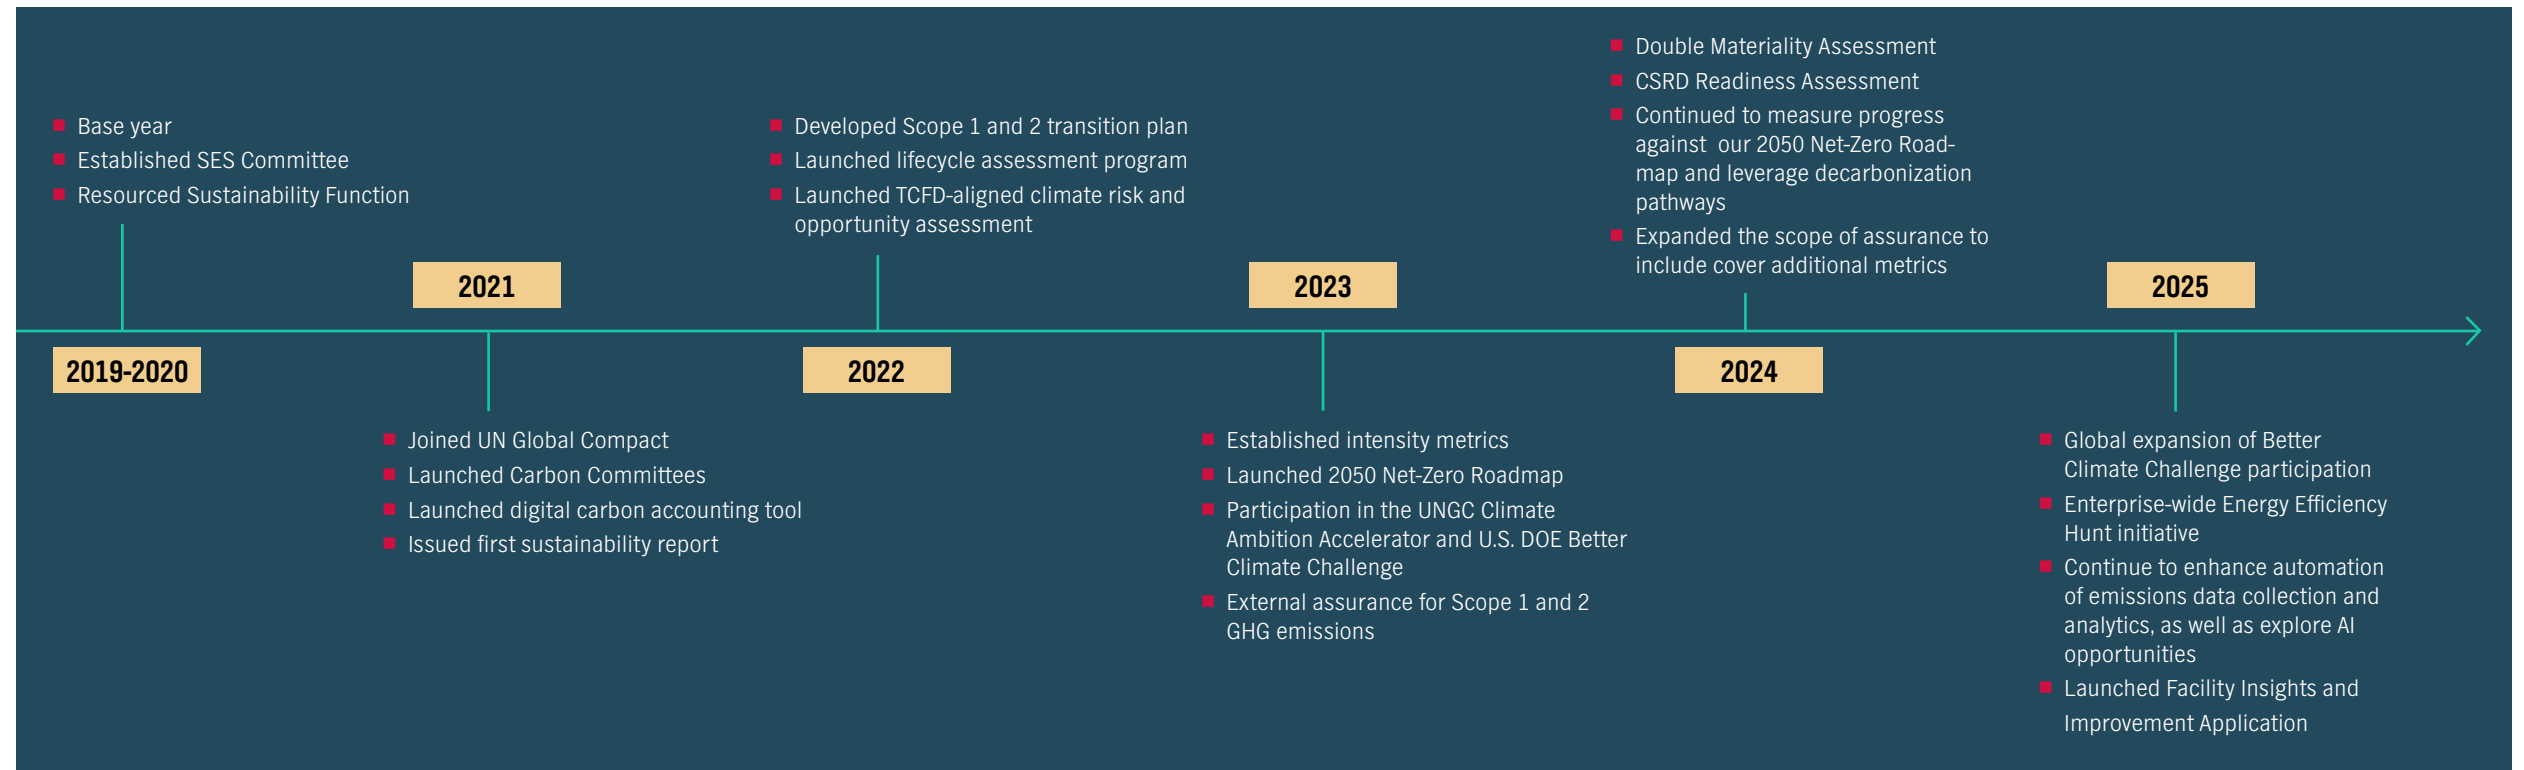 Base year
Established SES Committee
Resourced Sustainability Function
2019-2020
2021
Joined UN Global Compact
Launched Carbon Committees
Launched digital carbon accounting tool
Issued first sustainability report
Developed Scope 1 and 2 transition plan
Launched lifecycle assessment program
Launched TCFD-aligned climate risk and
opportunity assessment
2022
2023
Established intensity metrics
Launched 2050 Net-Zero Roadmap
Participation in the UNGC Climate
Ambition Accelerator and U.S. DOE Better
Climate Challenge
External assurance for Scope 1 and 2
GHG emissions
Double Materiality Assessment
CSRD Readiness Assessment
Continued to measure progress
against our 2050 Net-Zero Road-
map and leverage decarbonization
pathways
Expanded the scope of assurance to
include cover additional metrics
2024
2025
Global expansion of Better
Climate Challenge participation
Enterprise-wide Energy Efficiency
Hunt initiative
Continue to enhance automation
of emissions data collection and
analytics, as well as explore AI
opportunities
Launched Facility Insights and
Improvement Application